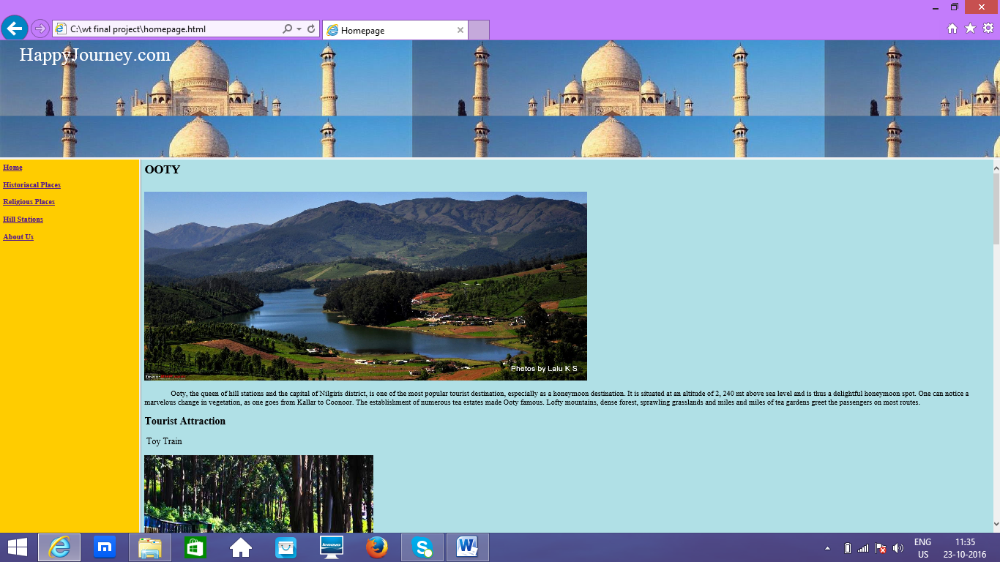 C:\wt final project\homepage.html
Homepage
HappyJourney.com
Home
Historiacal Places
Religious Places
Hill Stations
About Us
OOTY
Photos by Lalu K S
Ooty, the queen of hill stations and the capital of Nilgiris district, is one of the most popular tourist destination, especially as a honeymoon destination. It is situated at an altitude of 2, 240 mt above sea level and is thus a delightful honeymoon spot. One can notice a
marvelous change in vegetation, as one goes from Kallar to Coonoor. The establishment of numerous tea estates made Ooty famous. Lofty mountains, dense forest, sprawling grasslands and miles and miles of tea gardens greet the passengers on most routes.
Tourist Attraction
Toy Train
lenovo
ENG
US
11:35
23-10-2016